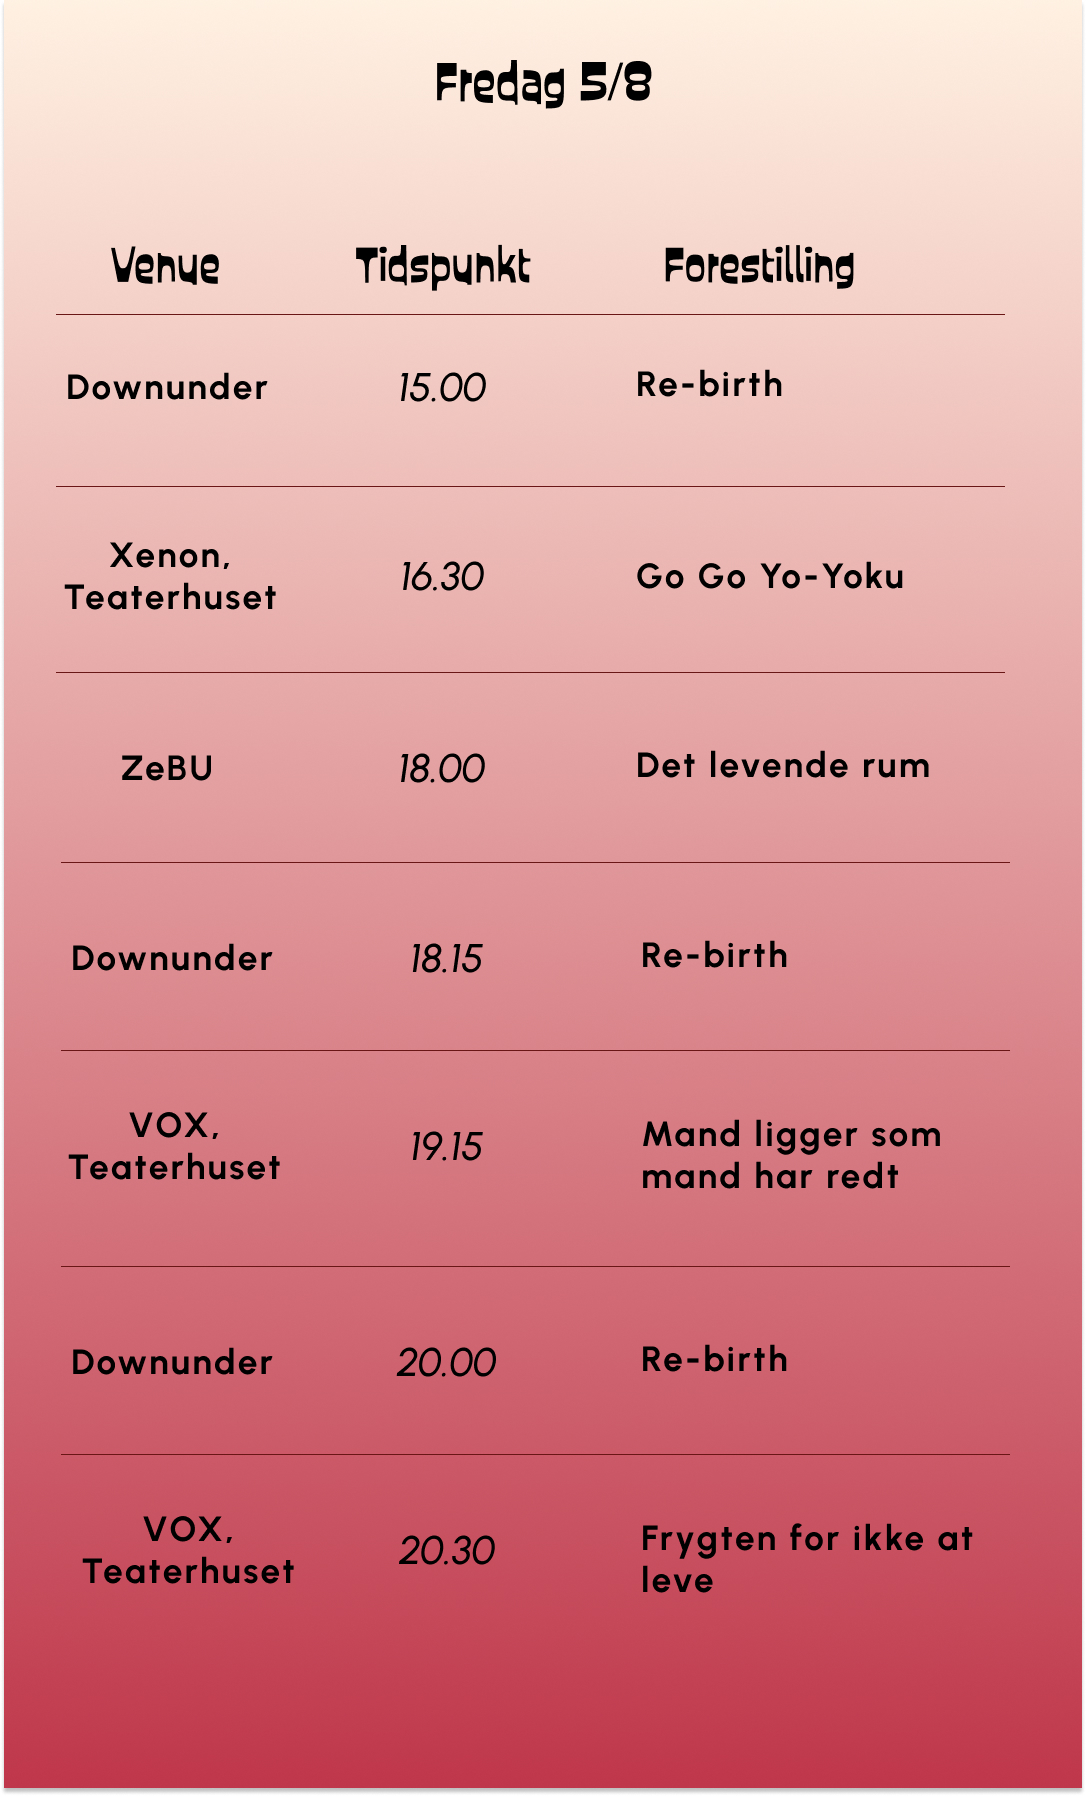 Fredag 5/8
Venue Tidspunkt Forestilling
Downunder 15.00 Re-birth
Xenon,
Teaterhuset 16.30 Go Go Yo-Yoku
ZeBU 18.00 Det levende rum
Downunder 18.15 Re-birth
VOX,
Teaterhuset 19.15 Mand ligger som
mand har redt
Downunder 20.00 Re-birth
VOX,
Teaterhuset 20.30 Frygten for ikke at
leve